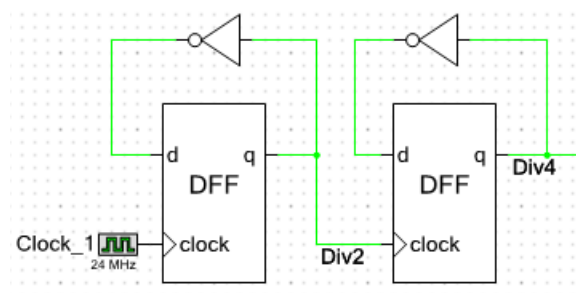 d q
DFF
clock
Clock_1
24 MHz
Div2
d q
DFF
clock
Div4